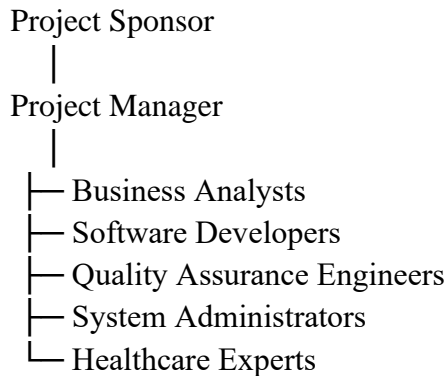 Project Sponsor
Project Manager
Business Analysts
Software Developers
Quality Assurance Engineers
System Administrators
Healthcare Experts